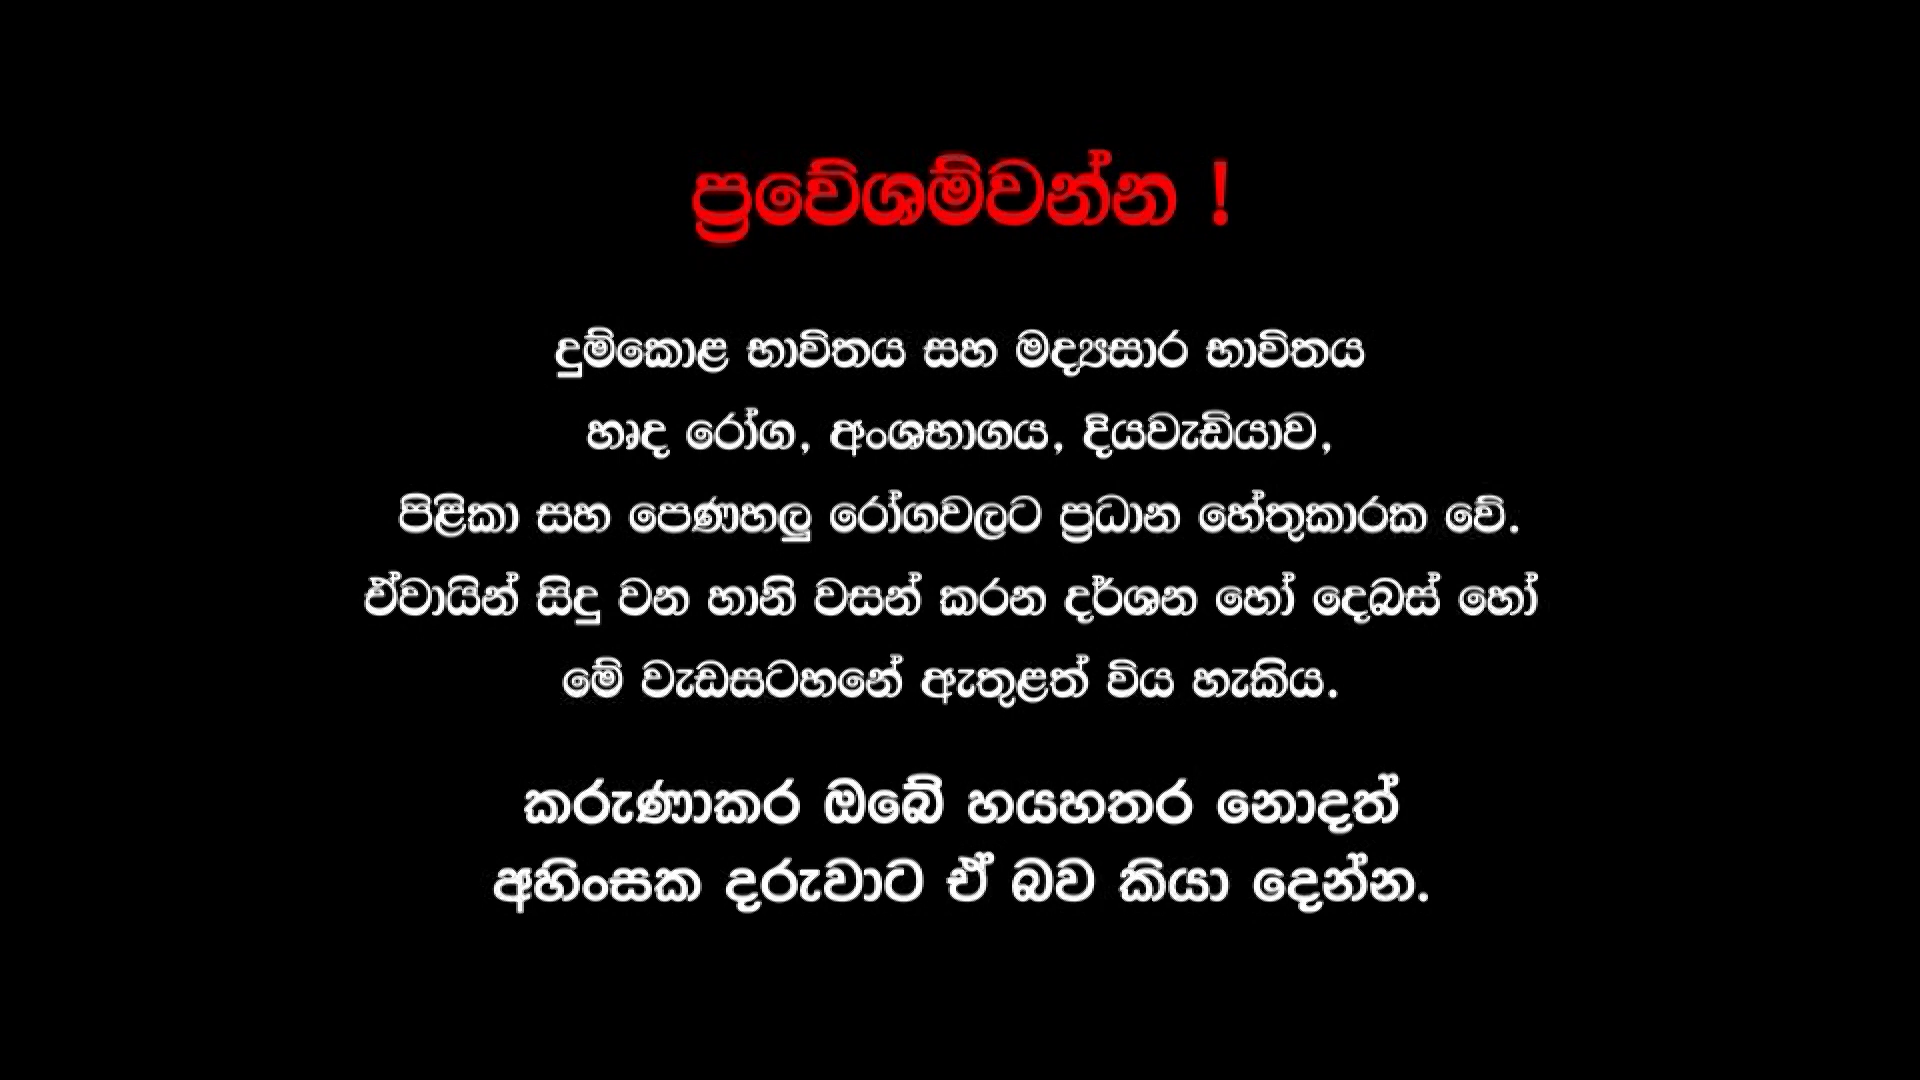 ප්‍රවේශම්වන්න !
දුම්කොළ භාවිතය සහ මද්‍යසාර භාවිතය
හෘද රෝග, අංශභාගය, දියවැඩියාව,
පිළිකා සහ පෙණහලු රෝගවලට ප්‍රධාන හේතුකාරක වේ.
ඒවායින් සිදු වන හානි වසන් කරන දර්ශන හෝ දෙබස් හෝ
මේ වැඩසටහනේ ඇතුළත් විය හැකිය.
කරුණාකර ඔබේ හයහතර නොදත්
අහිංසක දරුවාට ඒ බව කියා දෙන්න.